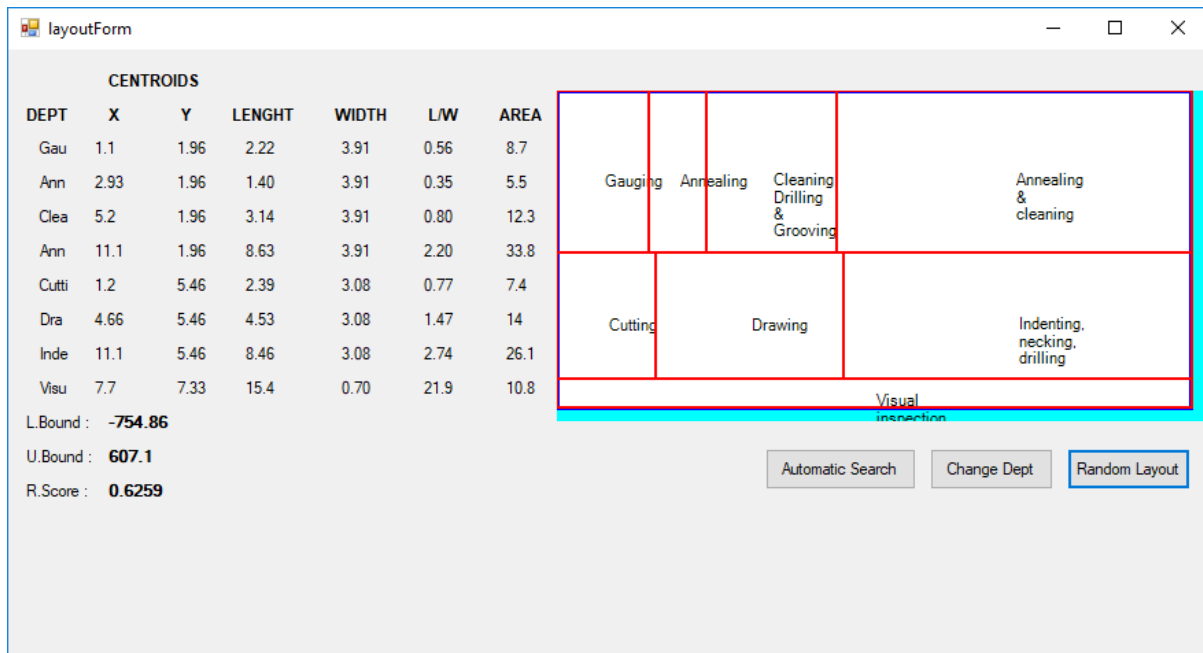 layoutForm
CENTROIDS
DEPT X Y LENGHT WIDTH L/W AREA
Gau 1.1 1.96 2.22 3.91 0.56 8.7
Ann 2.93 1.96 1.40 3.91 0.35 5.5
Clea 5.2 1.96 3.14 3.91 0.80 12.3
Ann 11.1 1.96 8.63 3.91 2.20 33.8
Cutti 1.2 5.46 2.39 3.08 0.77 7.4
Dra 4.66 5.46 4.53 3.08 1.47 14
Inde 11.1 5.46 8.46 3.08 2.74 26.1
Visu 7.7 7.33 15.4 0.70 21.9 10.8
L.Bound : -754.86
U.Bound : 607.1
R.Score : 0.6259
Gauging
Annealing
Cleaning,
Drilling
&
Grooving
Annealing
&
cleaning
Cutting
Drawing
Indenting,
necking,
drilling
Visual
inspection
Automatic Search
Change Dept
Random Layout